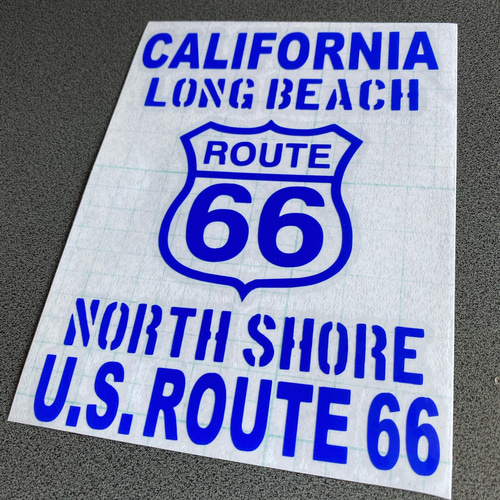 CALIFORNIA
LONG BEACH
ROUTE
66
NORTH SHORE
U.S. ROUTE 66